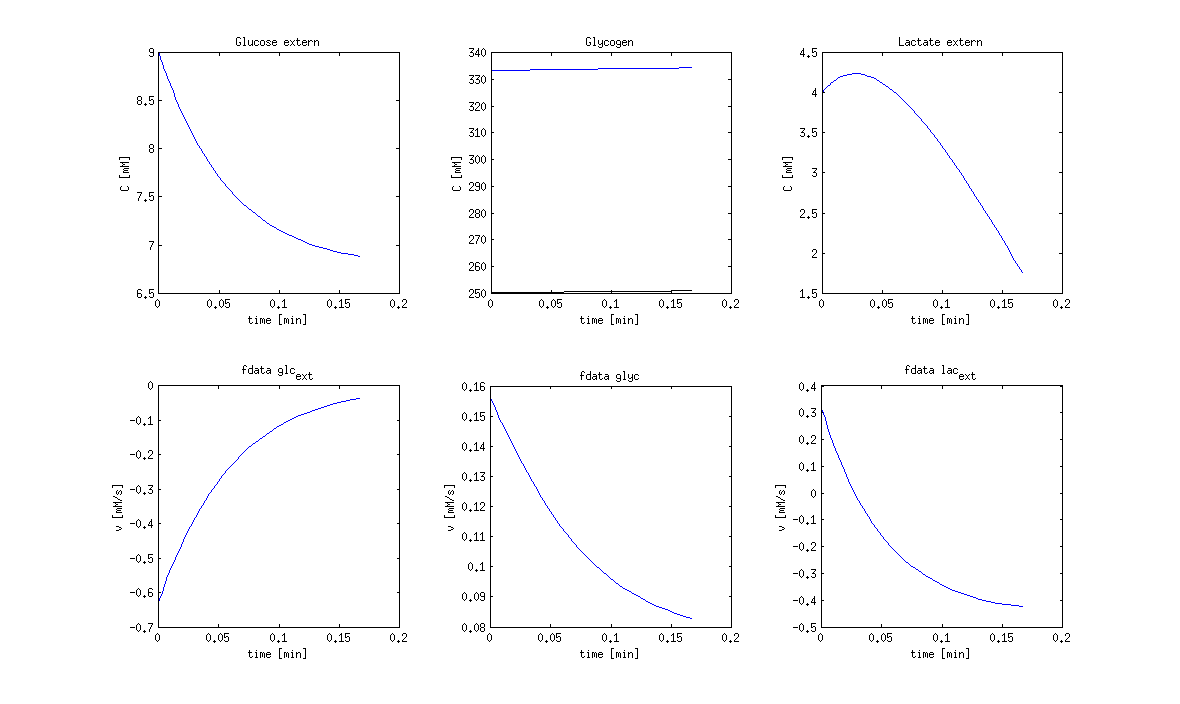 Glucose extern
9
8.5
8
7.5
7
6.5
C [mM]
0 0.05 0.1 0.15 0.2
time [min]
Glycogen
340
330
320
310
300
290
280
270
260
250
C [mM]
0 0.05 0.1 0.15 0.2
time [min]
Lactate extern
4.5
4
3.5
3
2.5
2
1.5
C [mM]
0 0.05 0.1 0.15 0.2
time [min]
fdata glc_ext
0
-0.1
-0.2
-0.3
-0.4
-0.5
-0.6
-0.7
v [mM/s]
0 0.05 0.1 0.15 0.2
time [min]
fdata glyc
0.16
0.15
0.14
0.13
0.12
0.11
0.1
0.09
0.08
v [mM/s]
0 0.05 0.1 0.15 0.2
time [min]
fdata lac_ext
0.4
0.3
0.2
0.1
0
-0.1
-0.2
-0.3
-0.4
-0.5
v [mM/s]
0 0.05 0.1 0.15 0.2
time [min]